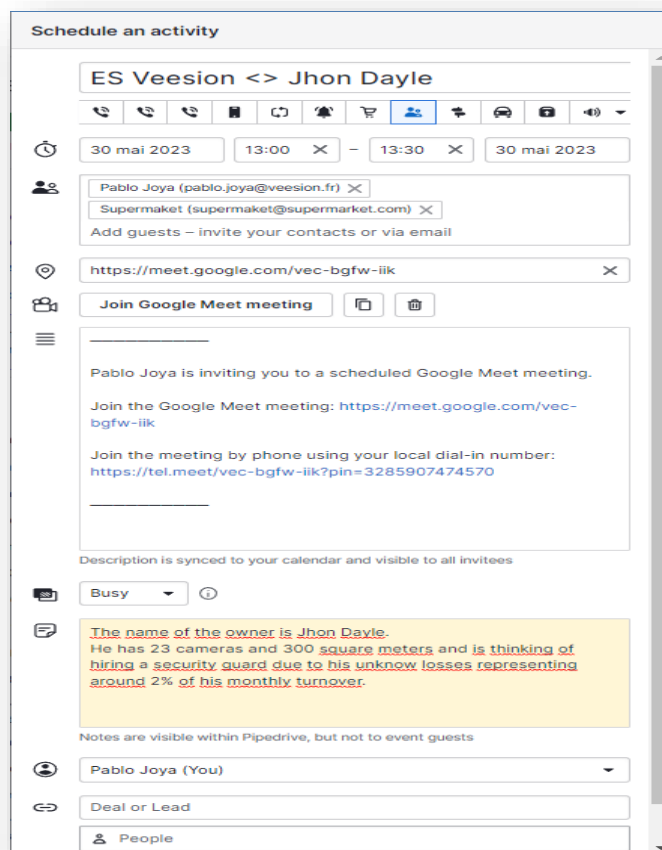 Schedule an activity
ES Veesion <> Jhon Dayle
30 mai 2023 13:00 – 13:30 30 mai 2023
Pablo Joya (pablo.joya@veesion.fr)
Supermaket (supermaket@supermarket.com)
Add guests – invite your contacts or via email
https://meet.google.com/vec-bgfw-iik
Join Google Meet meeting
Pablo Joya is inviting you to a scheduled Google Meet meeting.
Join the Google Meet meeting: https://meet.google.com/vec-
bgfw-iik
Join the meeting by phone using your local dial-in number:
https://tel.meet/vec-bgfw-iik?pin=3285907474570
Description is synced to your calendar and visible to all invitees
Busy
The name of the owner is Jhon Dayle.
He has 23 cameras and 300 square meters and is thinking of
hiring a security guard due to his unknow losses representing
around 2% of his monthly turnover.
Notes are visible within Pipedrive, but not to event guests
Pablo Joya (You)
Deal or Lead
People